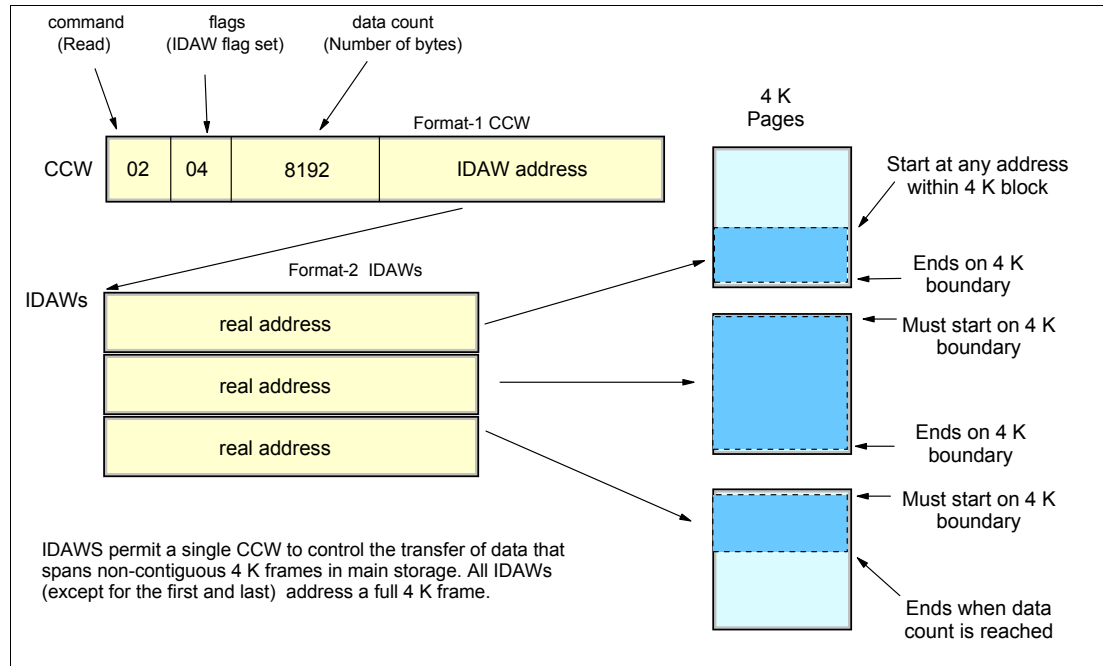 command
(Read)
flags
(IDAW flag set)
data count
(Number of bytes)
Format-1 CCW
CCW
02
04
8192
IDAW address
4 K
Pages
Start at any address
within 4 K block
Ends on 4 K
boundary
Format-2 IDAWs
IDAWs
real address
real address
real address
Must start on 4 K
boundary
Ends on 4 K
boundary
Must start on 4 K
boundary
Ends when data
count is reached
IDAWS permit a single CCW to control the transfer of data that
spans non-contiguous 4 K frames in main storage. All IDAWs
(except for the first and last) address a full 4 K frame.